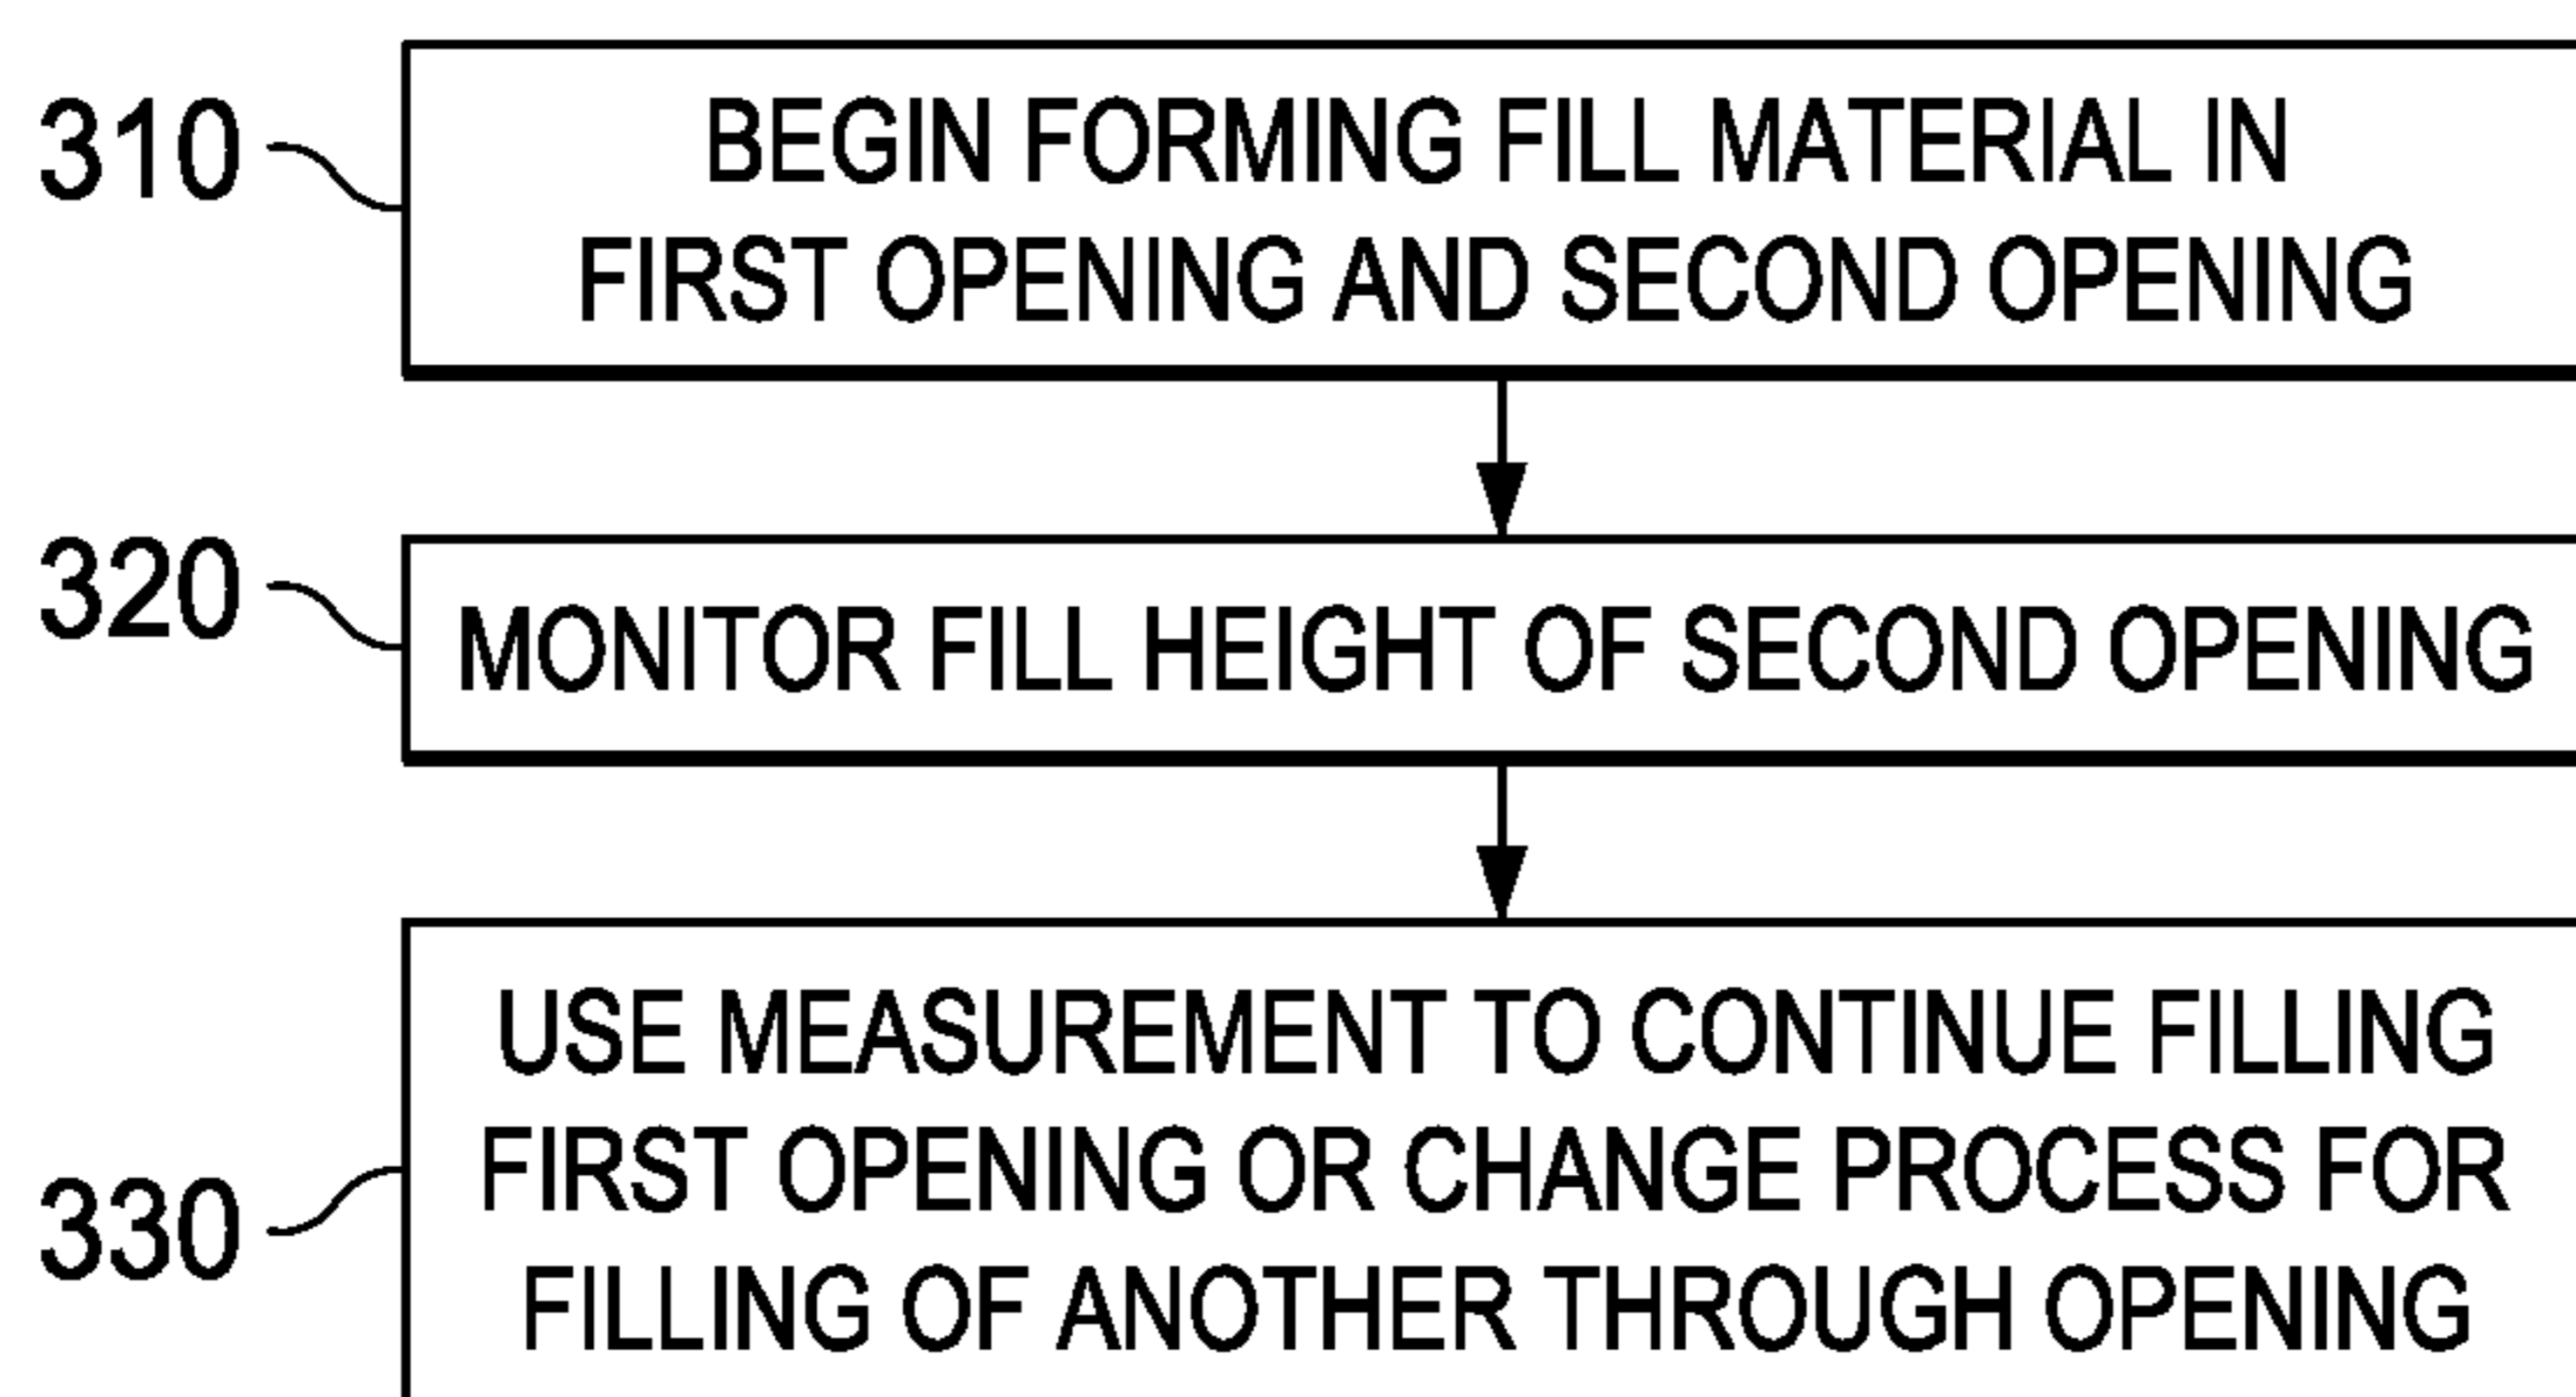 310
BEGIN FORMING FILL MATERIAL IN
FIRST OPENING AND SECOND OPENING
320
MONITOR FILL HEIGHT OF SECOND OPENING
USE MEASUREMENT TO CONTINUE FILLING
FIRST OPENING OR CHANGE PROCESS FOR
330
FILLING OF ANOTHER THROUGH OPENING